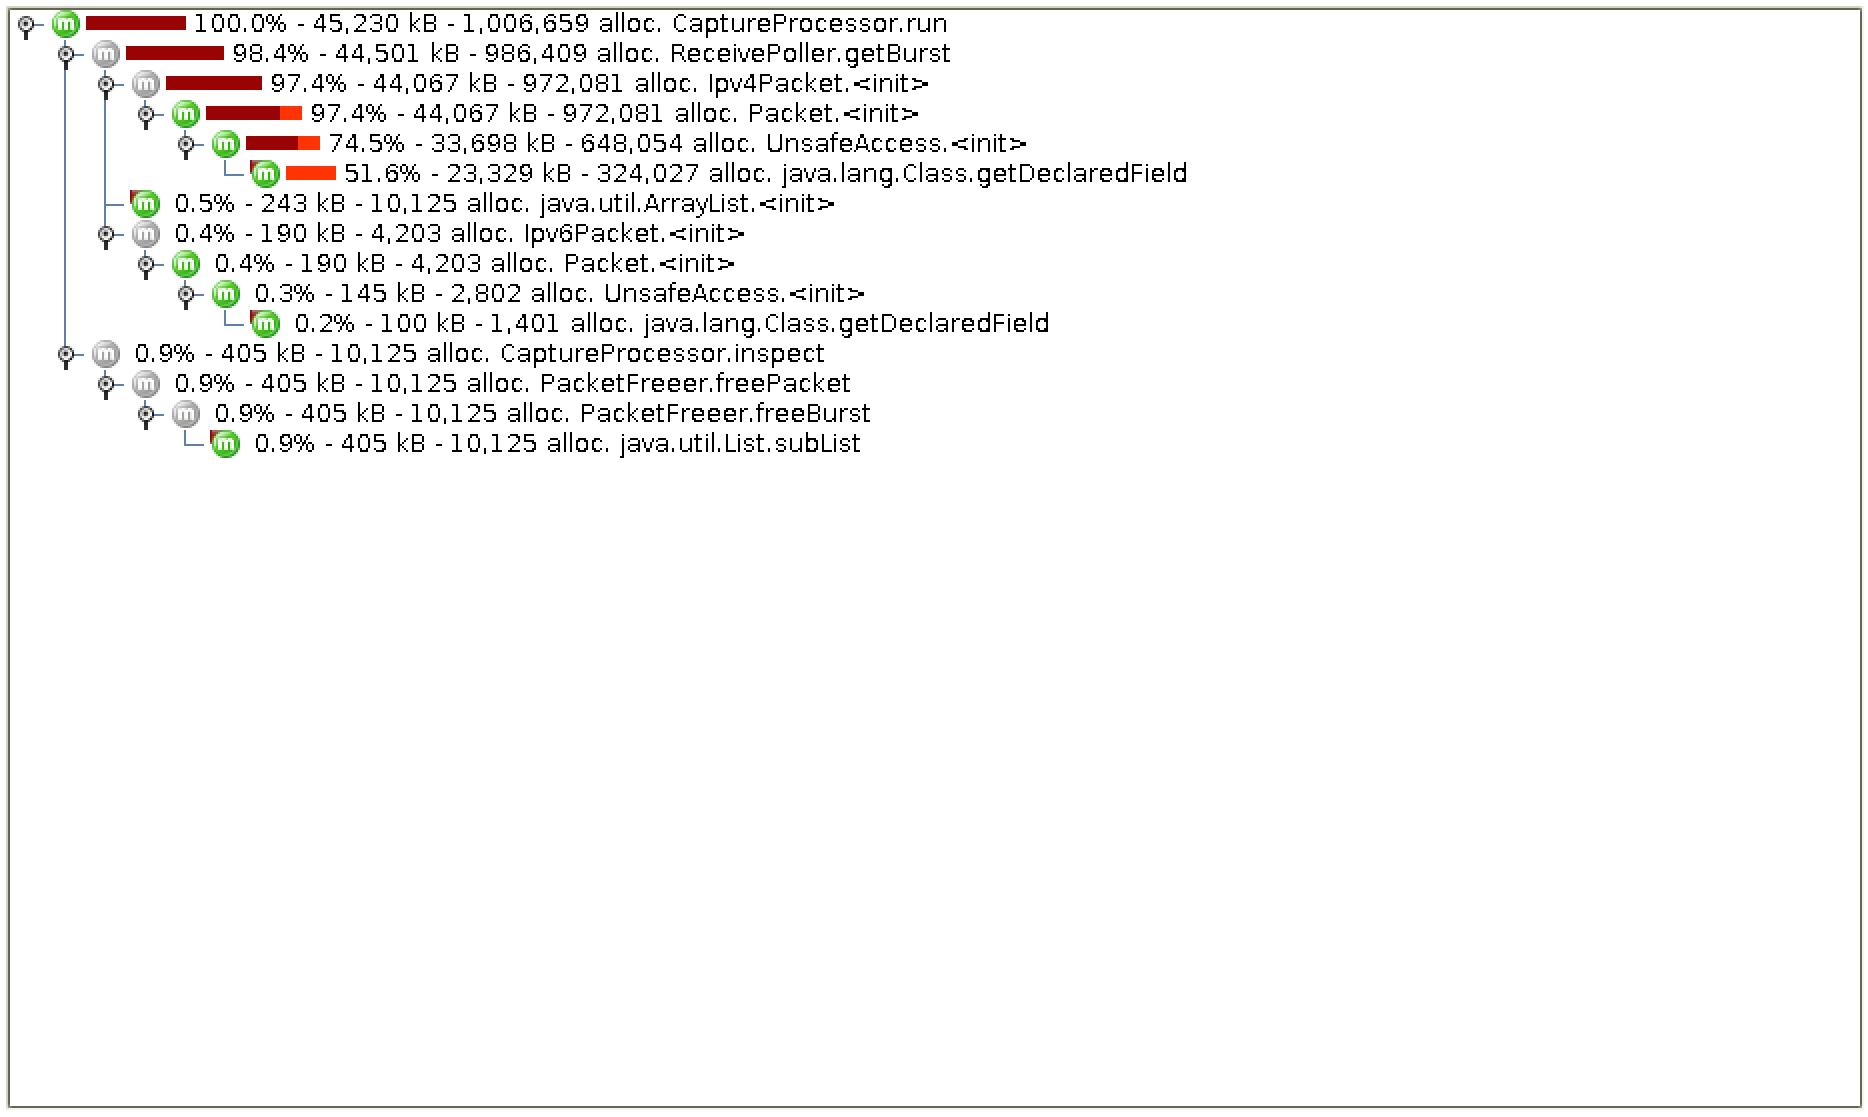 100.0% - 45,230 kB - 1,006,659 alloc. CaptureProcessor.run
98.4% - 44,501 kB - 986,409 alloc. ReceivePoller.getBurst
97.4% - 44,067 kB - 972,081 alloc. Ipv4Packet.<init>
97.4% - 44,067 kB - 972,081 alloc. Packet.<init>
74.5% - 33,698 kB - 648,054 alloc. UnsafeAccess.<init>
51.6% - 23,329 kB - 324,027 alloc. java.lang.Class.getDeclaredField
0.5% - 243 kB - 10,125 alloc. java.util.ArrayList.<init>
0.4% - 190 kB - 4,203 alloc. Ipv6Packet.<init>
0.4% - 190 kB - 4,203 alloc. Packet.<init>
0.3% - 145 kB - 2,802 alloc. UnsafeAccess.<init>
0.2% - 100 kB - 1,401 alloc. java.lang.Class.getDeclaredField
0.9% - 405 kB - 10,125 alloc. CaptureProcessor.inspect
0.9% - 405 kB - 10,125 alloc. PacketFreeer.freePacket
0.9% - 405 kB - 10,125 alloc. PacketFreeer.freeBurst
0.9% - 405 kB - 10,125 alloc. java.util.List.subList